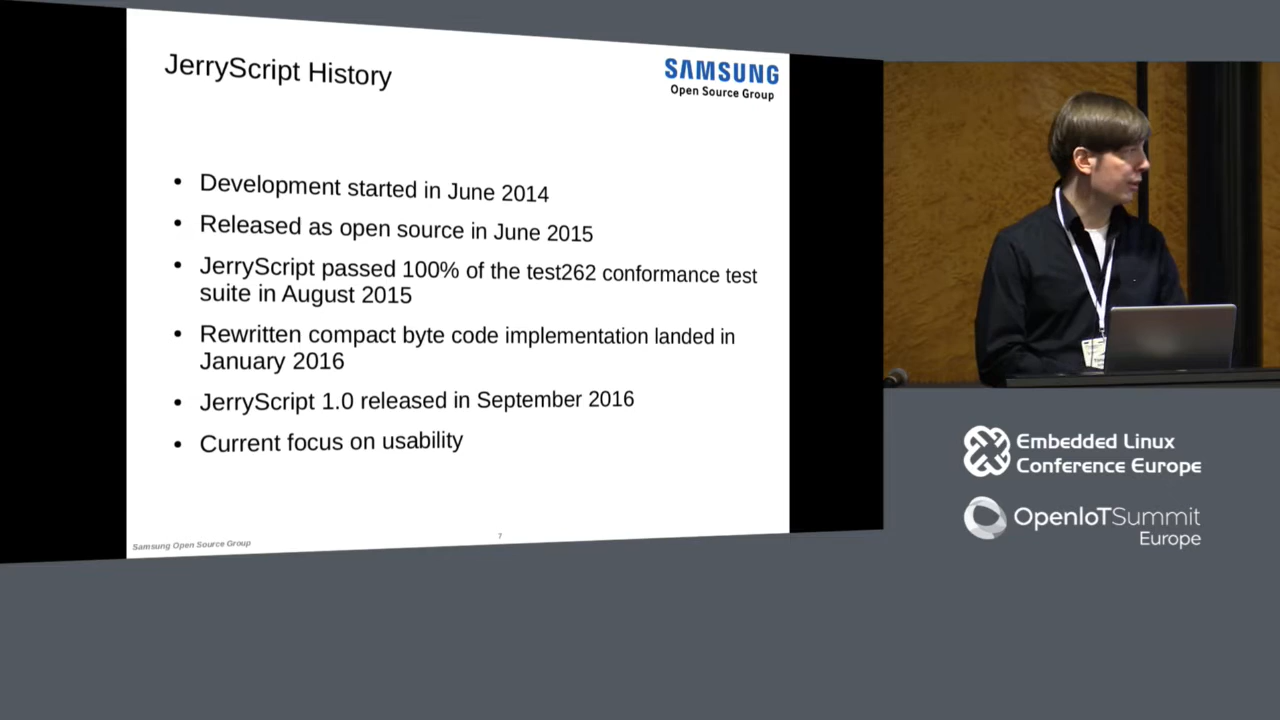 JerryScript History
SAMSUNG
Open Source Group
• Development started in June 2014
• Released as open source in June 2015
• JerryScript passed 100% of the test262 conformance test
suite in August 2015
• Rewritten compact byte code implementation landed in
January 2016
• JerryScript 1.0 released in September 2016
• Current focus on usability
Samsung Open Source Group
7
Embedded Linux
Conference Europe
OpenIoTSummit
Europe